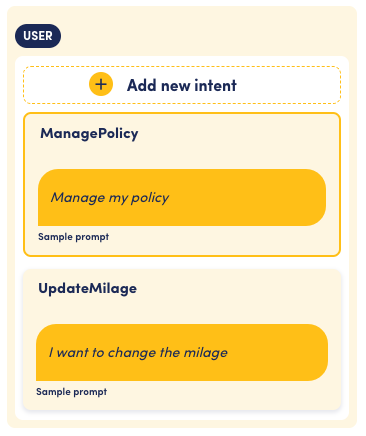 USER
Add new intent
ManagePolicy
Manage my policy
Sample prompt
UpdateMilage
I want to change the milage
Sample prompt